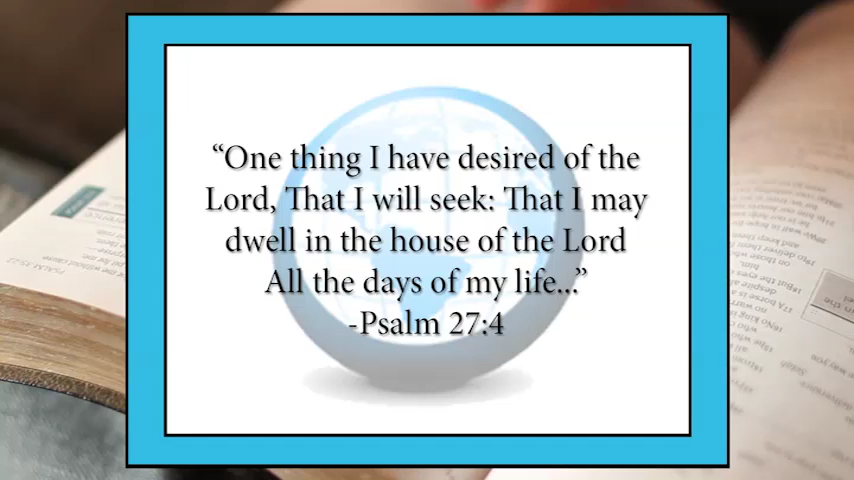 “One thing I have desired of the
Lord, That I will seek: That I may
dwell in the house of the Lord
All the days of my life...”
-Psalm 27:4